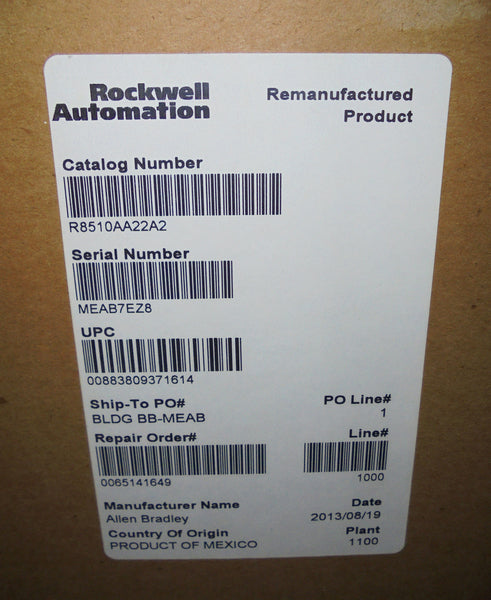 Rockwell
Automation
Remanufactured
Product
Catalog Number
R8510AA22A2
Serial Number
MEAB7EZ8
UPC
00883809371614
Ship-To PO#
BLDG BB-MEAB
PO Line#
1
Repair Order#
0065141649
Line#
1000
Manufacturer Name
Allen Bradley
Date
2013/08/19
Country Of Origin
PRODUCT OF MEXICO
Plant
1100